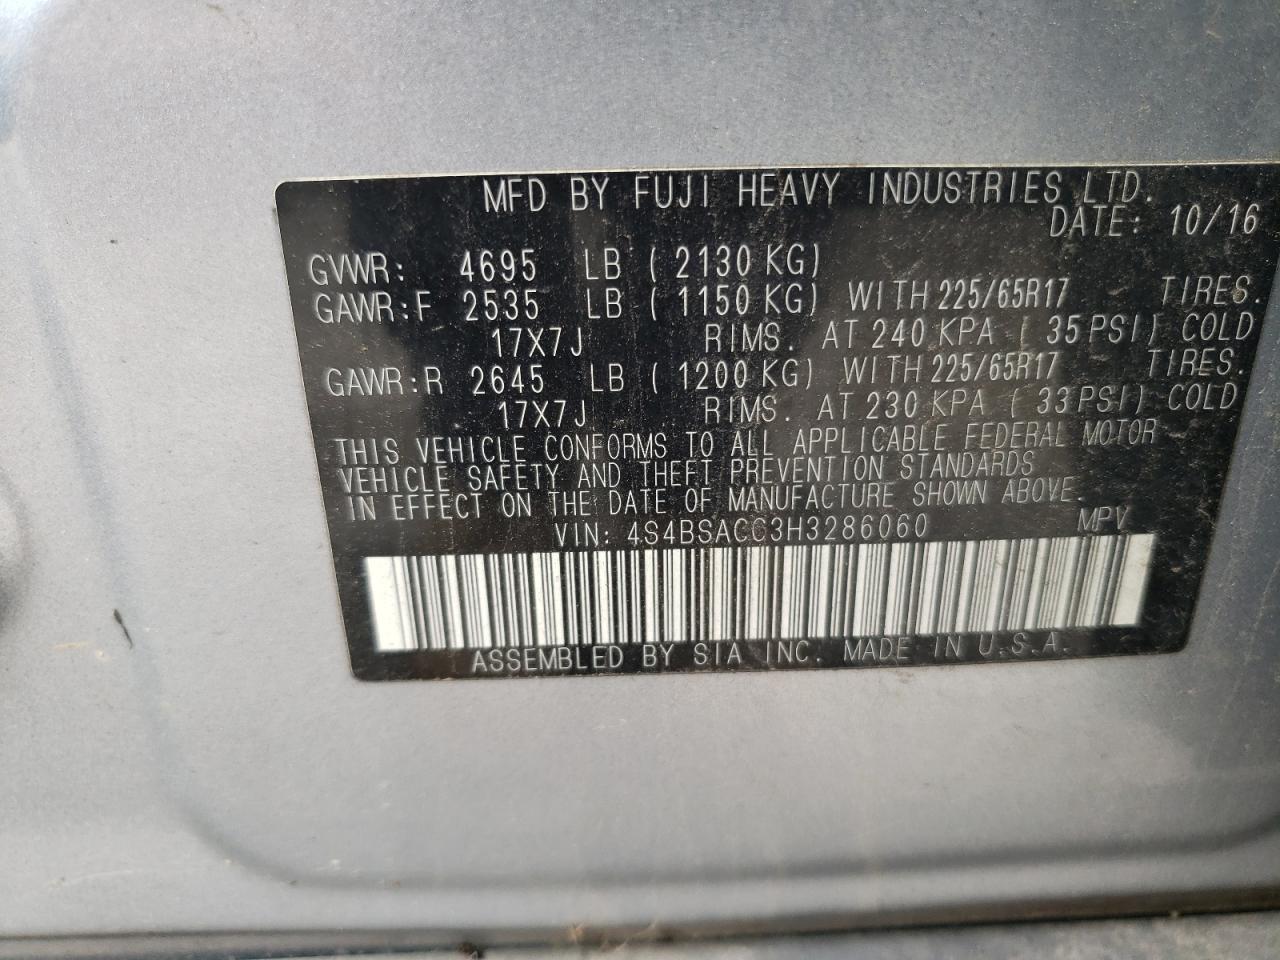 MFD BY FUJI HEAVY INDUSTRIES LTD.
DATE: 10/16
GVWR: 4695 LB (2130 KG)
GAWR:F 2535 LB (1150 KG) WITH 225/65R17 TIRES.
17X7J RIMS. AT 240 KPA (35PSI) COLD
GAWR:R 2645 LB (1200 KG) WITH 225/65R17 TIRES.
17X7J RIMS. AT 230 KPA (33PSI) COLD
THIS VEHICLE CONFORMS TO ALL APPLICABLE FEDERAL MOTOR
VEHICLE SAFETY AND THEFT PREVENTION STANDARDS
IN EFFECT ON THE DATE OF MANUFACTURE SHOWN ABOVE.
VIN: 4S4BSACC3H3286060 MPV
ASSEMBLED BY SIA INC. MADE IN U.S.A.